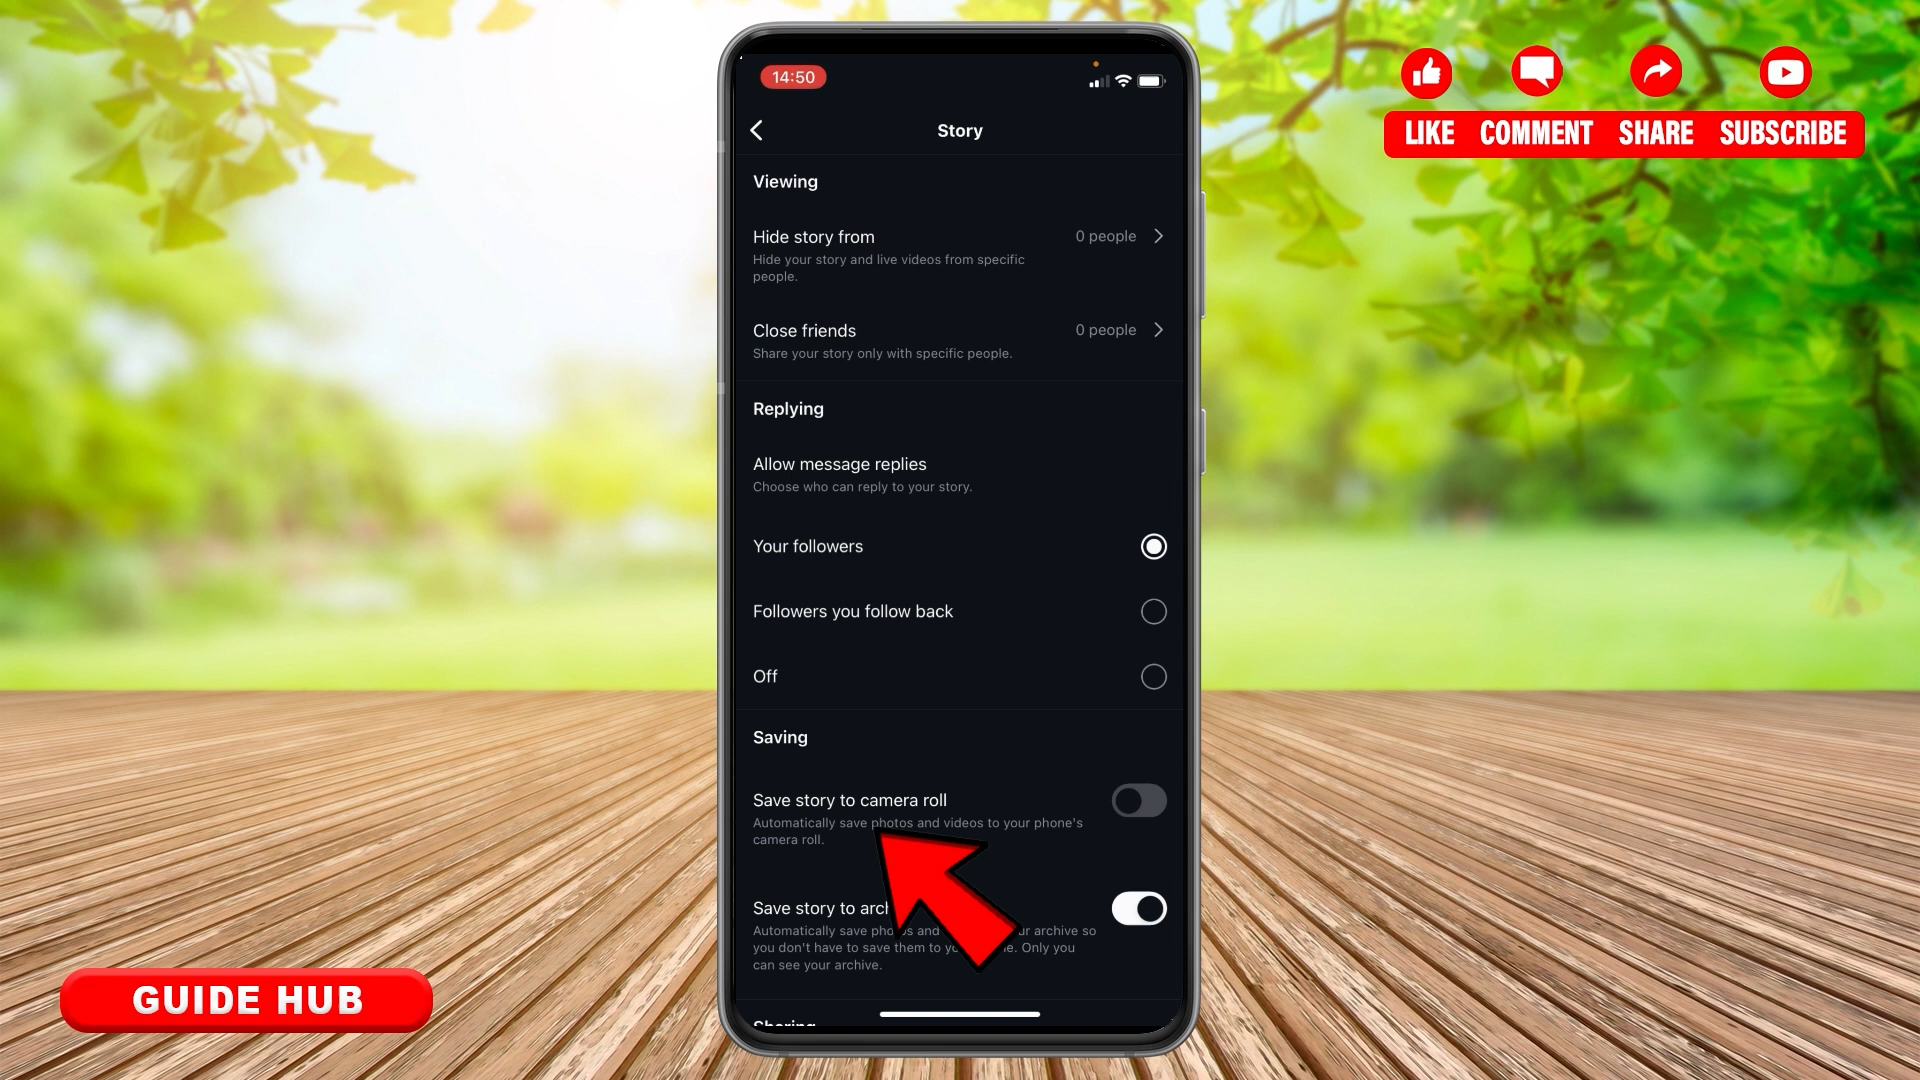 LIKE COMMENT SHARE SUBSCRIBE
14:50
Story
Viewing
Hide story from 0 people
Hide your story and live videos from specific
people.
Close friends 0 people
Share your story only with specific people.
Replying
Allow message replies
Choose who can reply to your story.
Your followers
Followers you follow back
Off
Saving
Save story to camera roll
Automatically save photos and videos to your phone's
camera roll.
Save story to arch
Automatically save photos and archive so
you don't have to save them to Only you
can see your archive.
Sharing
GUIDE HUB